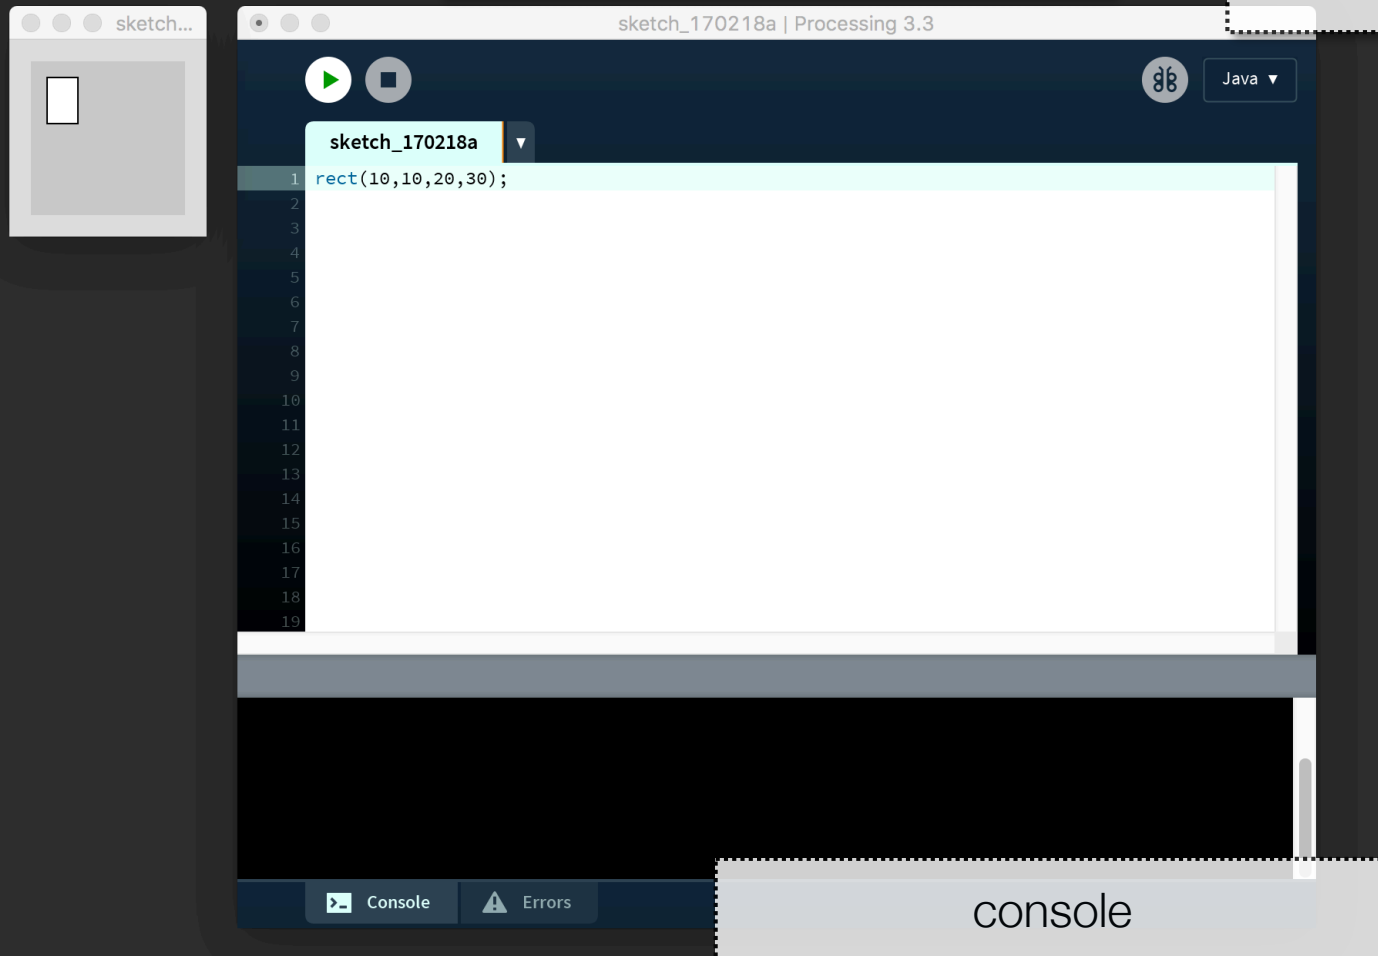 sketch...
sketch_170218a | Processing 3.3
Java ▼
sketch_170218a ▼
1 rect(10,10,20,30);
2
3
4
5
6
7
8
9
10
11
12
13
14
15
16
17
18
19
>_ Console
Errors
console